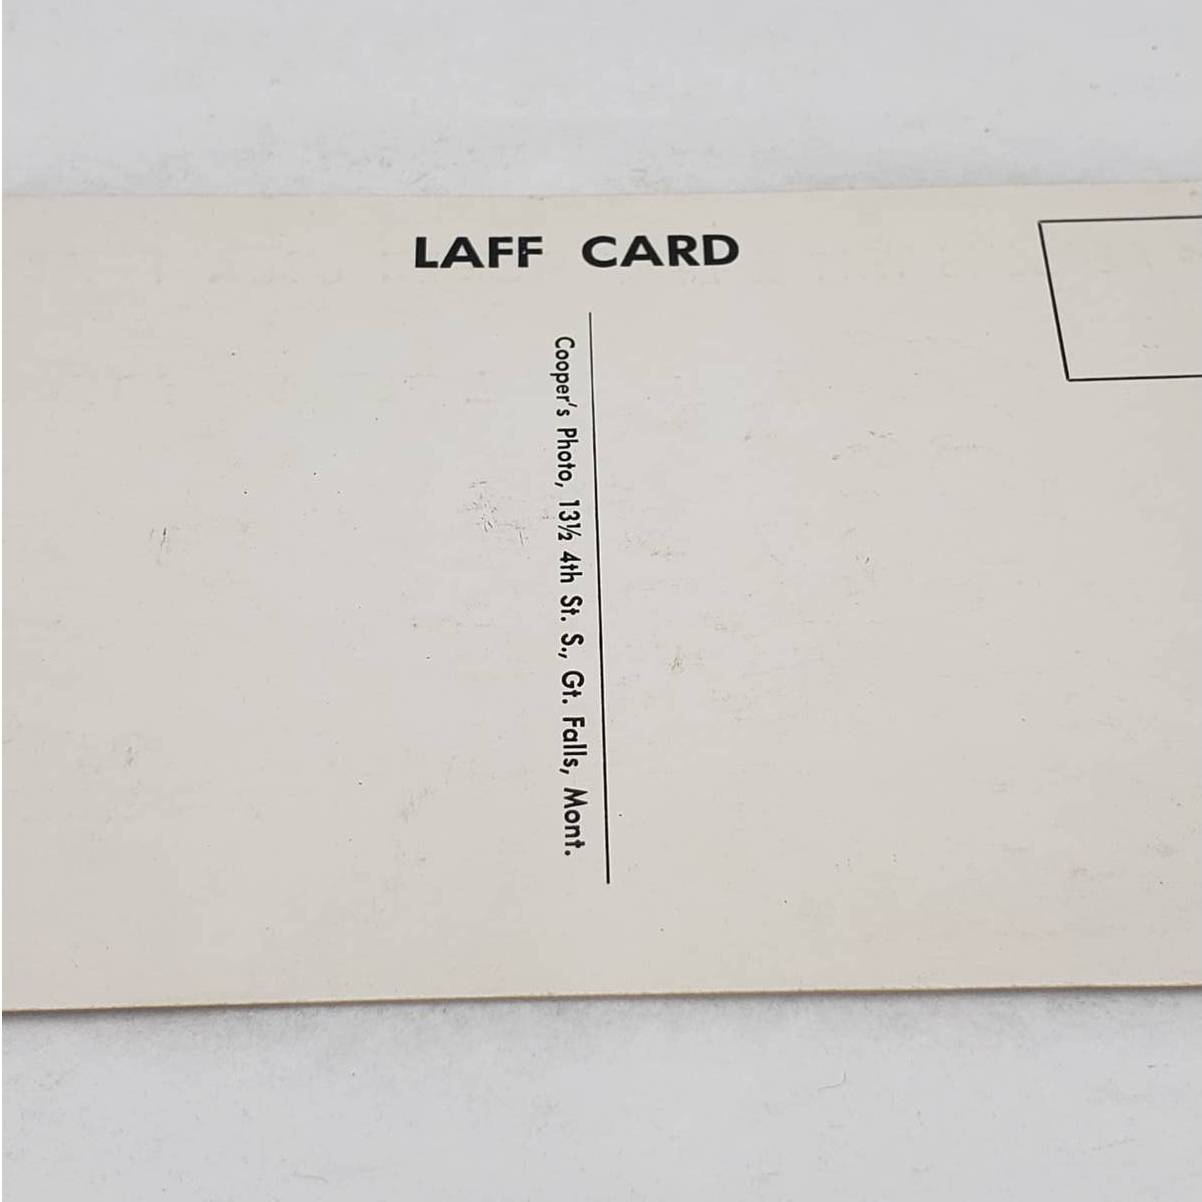 LAFF CARD
Cooper's Photo, 13½ 4th St. S., Gt. Falls, Mont.